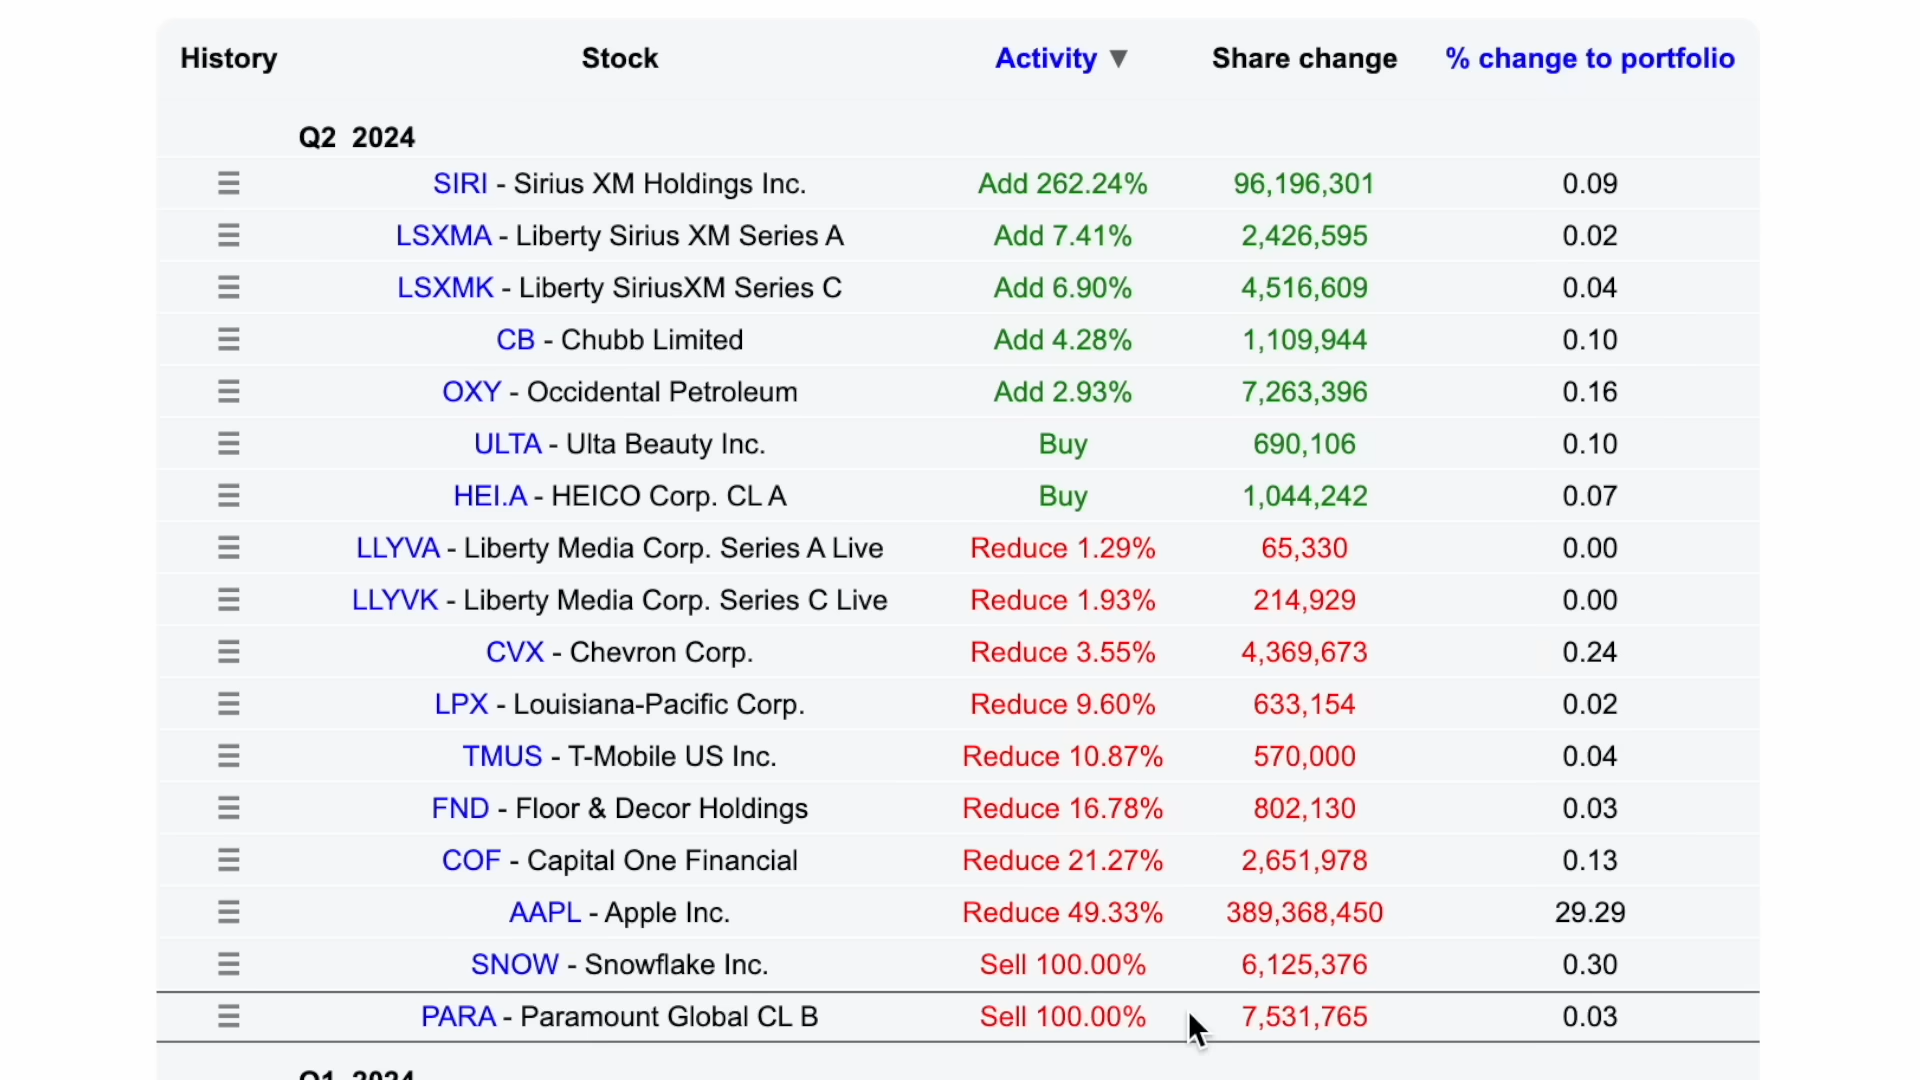 History Stock Activity ▼ Share change % change to portfolio
Q2 2024
SIRI - Sirius XM Holdings Inc. Add 262.24% 96,196,301 0.09
LSXMA - Liberty Sirius XM Series A Add 7.41% 2,426,595 0.02
LSXMK - Liberty SiriusXM Series C Add 6.90% 4,516,609 0.04
CB - Chubb Limited Add 4.28% 1,109,944 0.10
OXY - Occidental Petroleum Add 2.93% 7,263,396 0.16
ULTA - Ulta Beauty Inc. Buy 690,106 0.10
HEI.A - HEICO Corp. CL A Buy 1,044,242 0.07
LLYVA - Liberty Media Corp. Series A Live Reduce 1.29% 65,330 0.00
LLYVK - Liberty Media Corp. Series C Live Reduce 1.93% 214,929 0.00
CVX - Chevron Corp. Reduce 3.55% 4,369,673 0.24
LPX - Louisiana-Pacific Corp. Reduce 9.60% 633,154 0.02
TMUS - T-Mobile US Inc. Reduce 10.87% 570,000 0.04
FND - Floor & Decor Holdings Reduce 16.78% 802,130 0.03
COF - Capital One Financial Reduce 21.27% 2,651,978 0.13
AAPL - Apple Inc. Reduce 49.33% 389,368,450 29.29
SNOW - Snowflake Inc. Sell 100.00% 6,125,376 0.30
PARA - Paramount Global CL B Sell 100.00% 7,531,765 0.03
Q1 2024